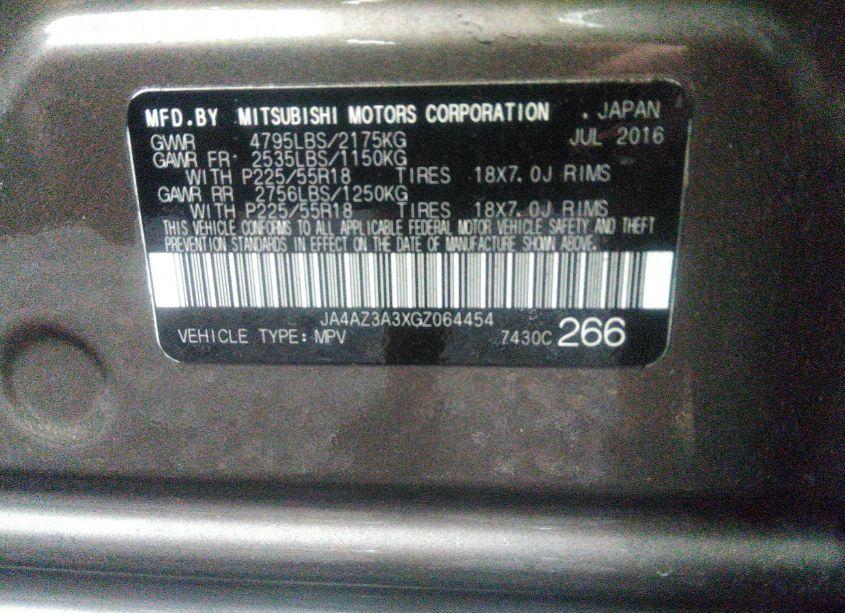 MFD.BY MITSUBISHI MOTORS CORPORATION . JAPAN
GVWR 4795LBS/2175KG JUL 2016
GAWR FR 2535LBS/1150KG
WITH P225/55R18 TIRES 18X7.0J RIMS
GAWR RR 2756LBS/1250KG
WITH P225/55R18 TIRES 18X7.0J RIMS
THIS VEHICLE CONFORMS TO ALL APPLICABLE FEDERAL MOTOR VEHICLE SAFETY AND THEFT
PREVENTION STANDARDS IN EFFECT ON THE DATE OF MANUFACTURE SHOWN ABOVE.
JA4AZ3A3XGZ064454
VEHICLE TYPE: MPV 7430C 266